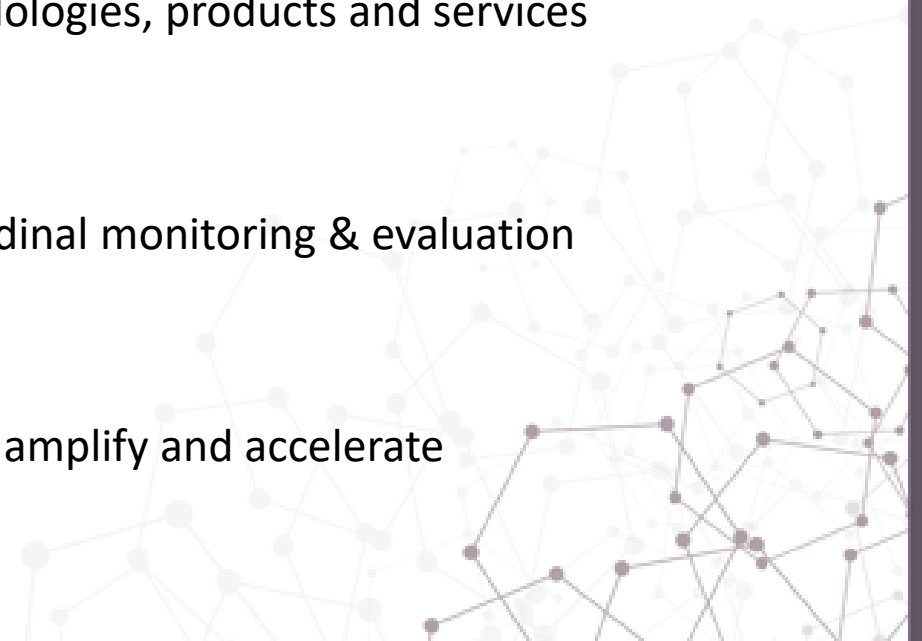 ologies, products and services
dinal monitoring & evaluation
amplify and accelerate